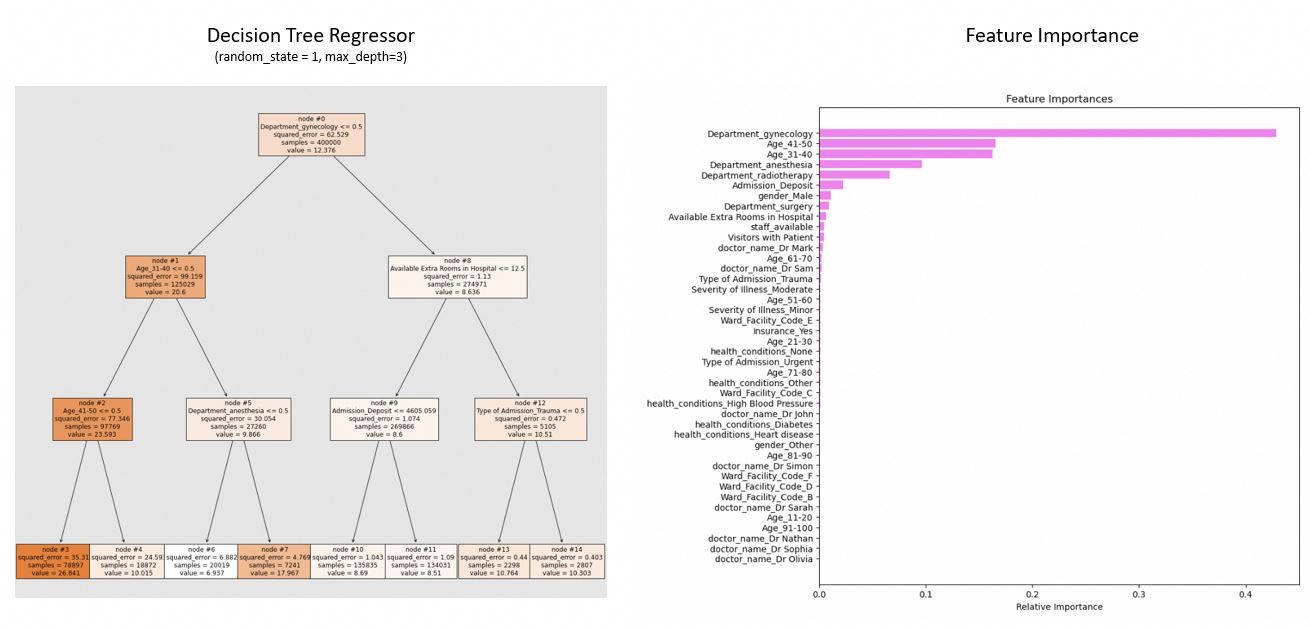 Decision Tree Regressor
(random_state = 1, max_depth=3)
node #0
Department_gynecology <= 0.5
squared_error = 62.529
samples = 400000
value = 12.376
node #1
Age_31-40 <= 0.5
squared_error = 99.159
samples = 125029
value = 20.6
node #8
Available Extra Rooms in Hospital <= 12.5
squared_error = 1.13
samples = 274971
value = 8.636
node #2
Age_41-50 <= 0.5
squared_error = 77.346
samples = 97769
value = 23.593
node #5
Department_anesthesia <= 0.5
squared_error = 30.054
samples = 27260
value = 9.866
node #9
Admission_Deposit <= 4605.059
squared_error = 1.074
samples = 269866
value = 8.6
node #12
Type of Admission_Trauma <= 0.5
squared_error = 0.472
samples = 5105
value = 10.51
node #3
squared_error = 35.31
samples = 78897
value = 26.841
node #4
squared_error = 24.59
samples = 18872
value = 10.015
node #6
squared_error = 6.882
samples = 20019
value = 6.937
node #7
squared_error = 4.769
samples = 7241
value = 17.967
node #10
squared_error = 1.043
samples = 135835
value = 8.69
node #11
squared_error = 1.09
samples = 134031
value = 8.51
node #13
squared_error = 0.44
samples = 2298
value = 10.764
node #14
squared_error = 0.403
samples = 2807
value = 10.303
Feature Importance
Feature Importances
Department_gynecology
Age_41-50
Age_31-40
Department_anesthesia
Department_radiotherapy
Admission_Deposit
gender_Male
Department_surgery
Available Extra Rooms in Hospital
staff_available
Visitors with Patient
doctor_name_Dr Mark
Age_61-70
doctor_name_Dr Sam
Type of Admission_Trauma
Severity of Illness_Moderate
Age_51-60
Severity of Illness_Minor
Ward_Facility_Code_E
Insurance_Yes
Age_21-30
health_conditions_None
Type of Admission_Urgent
Age_71-80
health_conditions_Other
Ward_Facility_Code_C
health_conditions_High Blood Pressure
doctor_name_Dr John
health_conditions_Diabetes
health_conditions_Heart disease
gender_Other
Age_81-90
doctor_name_Dr Simon
Ward_Facility_Code_F
Ward_Facility_Code_D
Ward_Facility_Code_B
doctor_name_Dr Sarah
Age_11-20
Age_91-100
doctor_name_Dr Nathan
doctor_name_Dr Sophia
doctor_name_Dr Olivia
0.0 0.1 0.2 0.3 0.4
Relative Importance